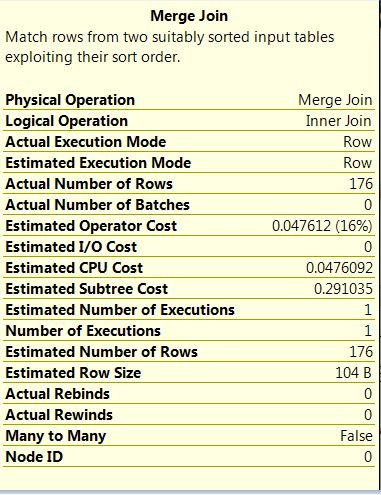 Merge Join
Match rows from two suitably sorted input tables
exploiting their sort order.
Physical Operation Merge Join
Logical Operation Inner Join
Actual Execution Mode Row
Estimated Execution Mode Row
Actual Number of Rows 176
Actual Number of Batches 0
Estimated Operator Cost 0.047612 (16%)
Estimated I/O Cost 0
Estimated CPU Cost 0.0476092
Estimated Subtree Cost 0.291035
Estimated Number of Executions 1
Number of Executions 1
Estimated Number of Rows 176
Estimated Row Size 104 B
Actual Rebinds 0
Actual Rewinds 0
Many to Many False
Node ID 0